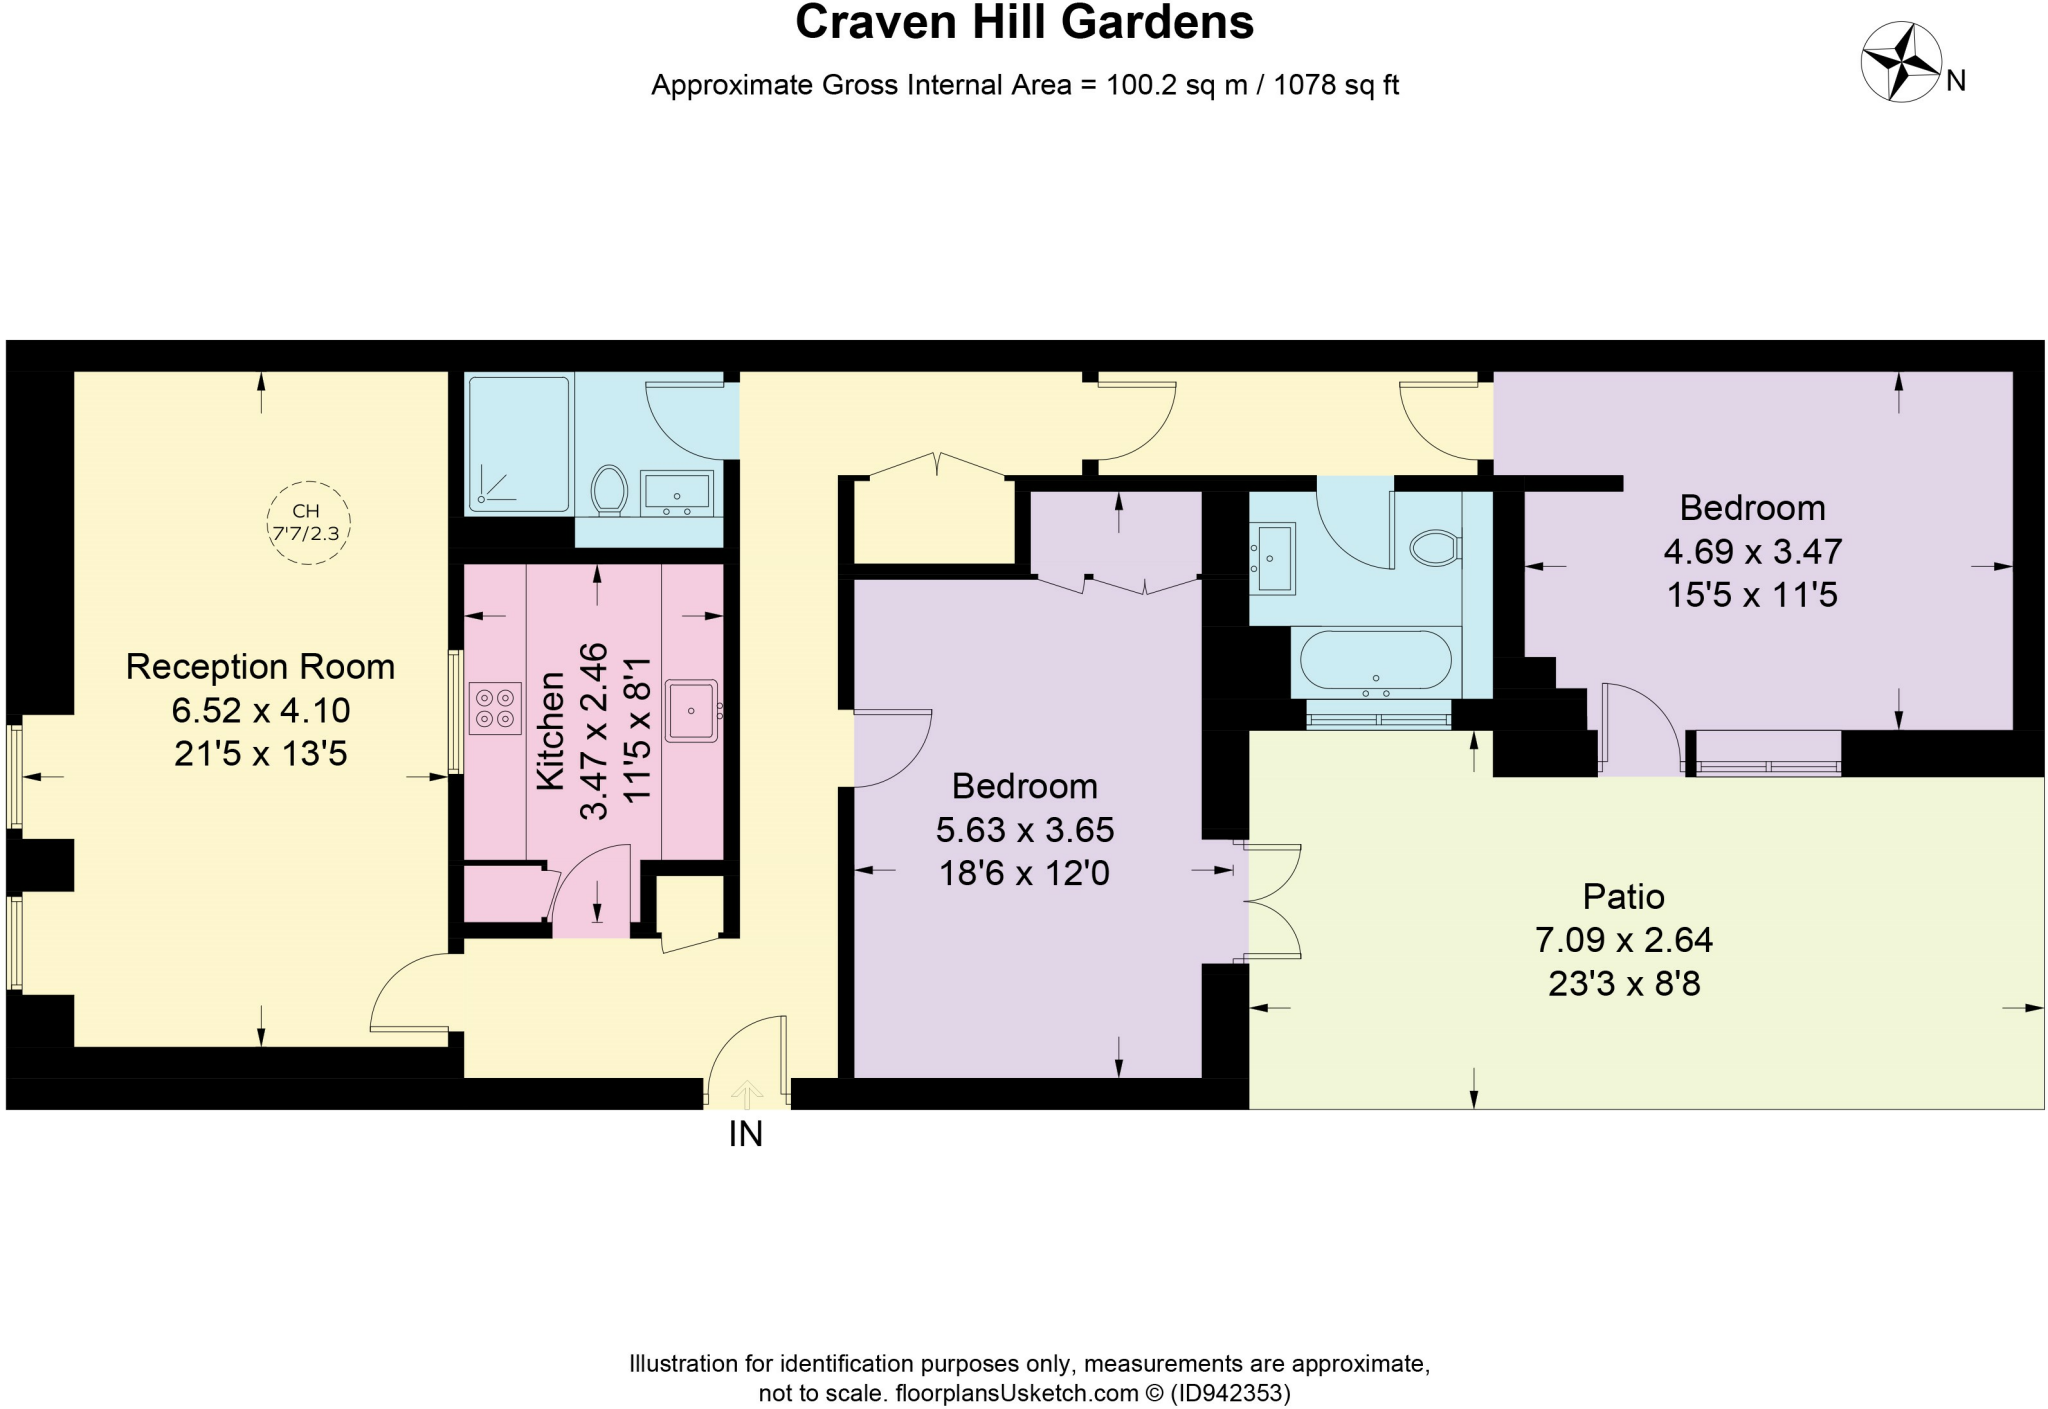 Craven Hill Gardens
Approximate Gross Internal Area = 100.2 sq m / 1078 sq ft
N
CH
7'7/2.3
Reception Room
6.52 x 4.10
21'5 x 13'5
Kitchen
3.47 x 2.46
11'5 x 8'1
Bedroom
5.63 x 3.65
18'6 x 12'0
Bedroom
4.69 x 3.47
15'5 x 11'5
Patio
7.09 x 2.64
23'3 x 8'8
IN
Illustration for identification purposes only, measurements are approximate,
not to scale. floorplansUsketch.com © (ID942353)